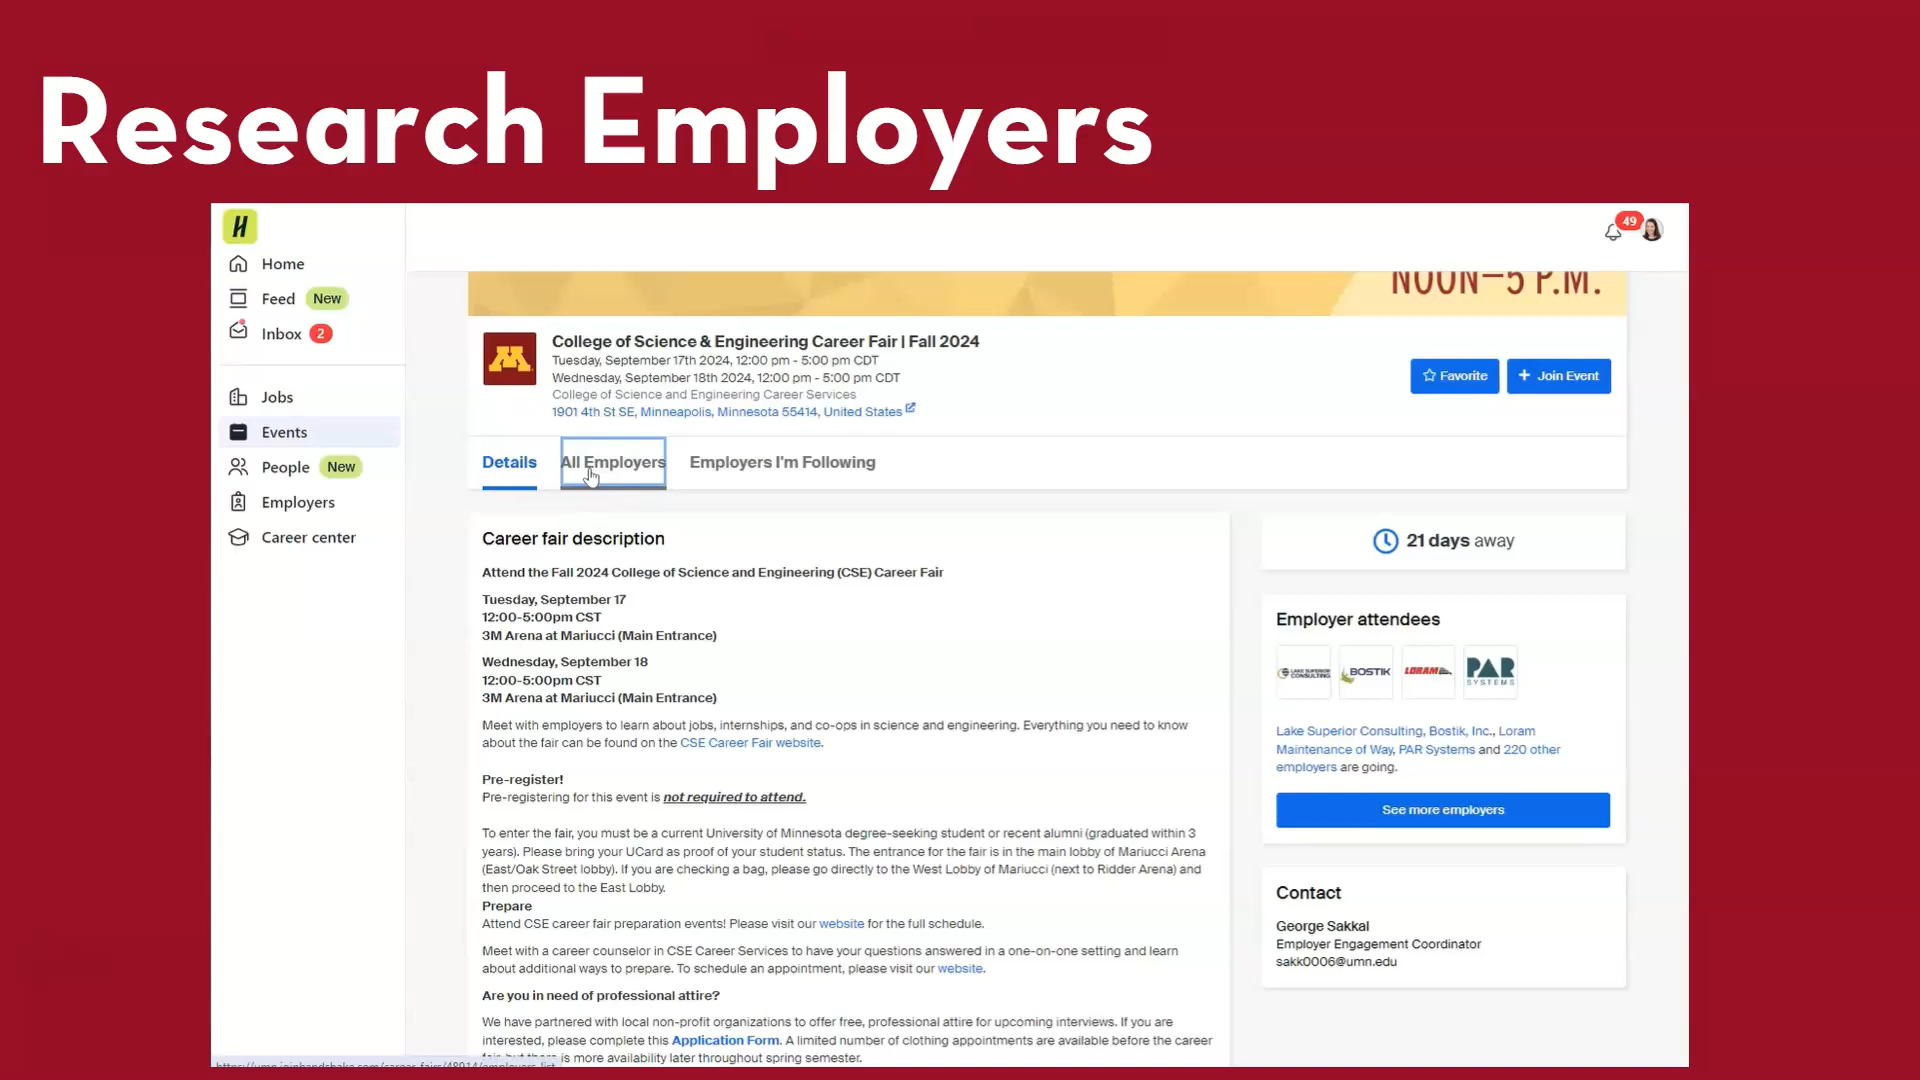 Research Employers
H
49
Home
Feed New
Inbox 2
Jobs
Events
People New
Employers
Career center
NOON–5 P.M.
M
College of Science & Engineering Career Fair | Fall 2024
Tuesday, September 17th 2024, 12:00 pm - 5:00 pm CDT
Wednesday, September 18th 2024, 12:00 pm - 5:00 pm CDT
College of Science and Engineering Career Services
1901 4th St SE, Minneapolis, Minnesota 55414, United States
Favorite
+ Join Event
Details All Employers Employers I'm Following
Career fair description
Attend the Fall 2024 College of Science and Engineering (CSE) Career Fair
Tuesday, September 17
12:00-5:00pm CST
3M Arena at Mariucci (Main Entrance)
Wednesday, September 18
12:00-5:00pm CST
3M Arena at Mariucci (Main Entrance)
Meet with employers to learn about jobs, internships, and co-ops in science and engineering. Everything you need to know
about the fair can be found on the CSE Career Fair website.
Pre-register!
Pre-registering for this event is not required to attend.
To enter the fair, you must be a current University of Minnesota degree-seeking student or recent alumni (graduated within 3
years). Please bring your UCard as proof of your student status. The entrance for the fair is in the main lobby of Mariucci Arena
(East/Oak Street lobby). If you are checking a bag, please go directly to the West Lobby of Mariucci (next to Ridder Arena) and
then proceed to the East Lobby.
Prepare
Attend CSE career fair preparation events! Please visit our website for the full schedule.
Meet with a career counselor in CSE Career Services to have your questions answered in a one-on-one setting and learn
about additional ways to prepare. To schedule an appointment, please visit our website.
Are you in need of professional attire?
We have partnered with local non-profit organizations to offer free, professional attire for upcoming interviews. If you are
interested, please complete this Application Form. A limited number of clothing appointments are available before the career
fair, but there is more availability later throughout spring semester.
21 days away
Employer attendees
LAKE SUPERIOR CONSULTING
BOSTIK
LORAM
PAR SYSTEMS
Lake Superior Consulting, Bostik, Inc., Loram
Maintenance of Way, PAR Systems and 220 other
employers are going.
See more employers
Contact
George Sakkal
Employer Engagement Coordinator
sakk0006@umn.edu